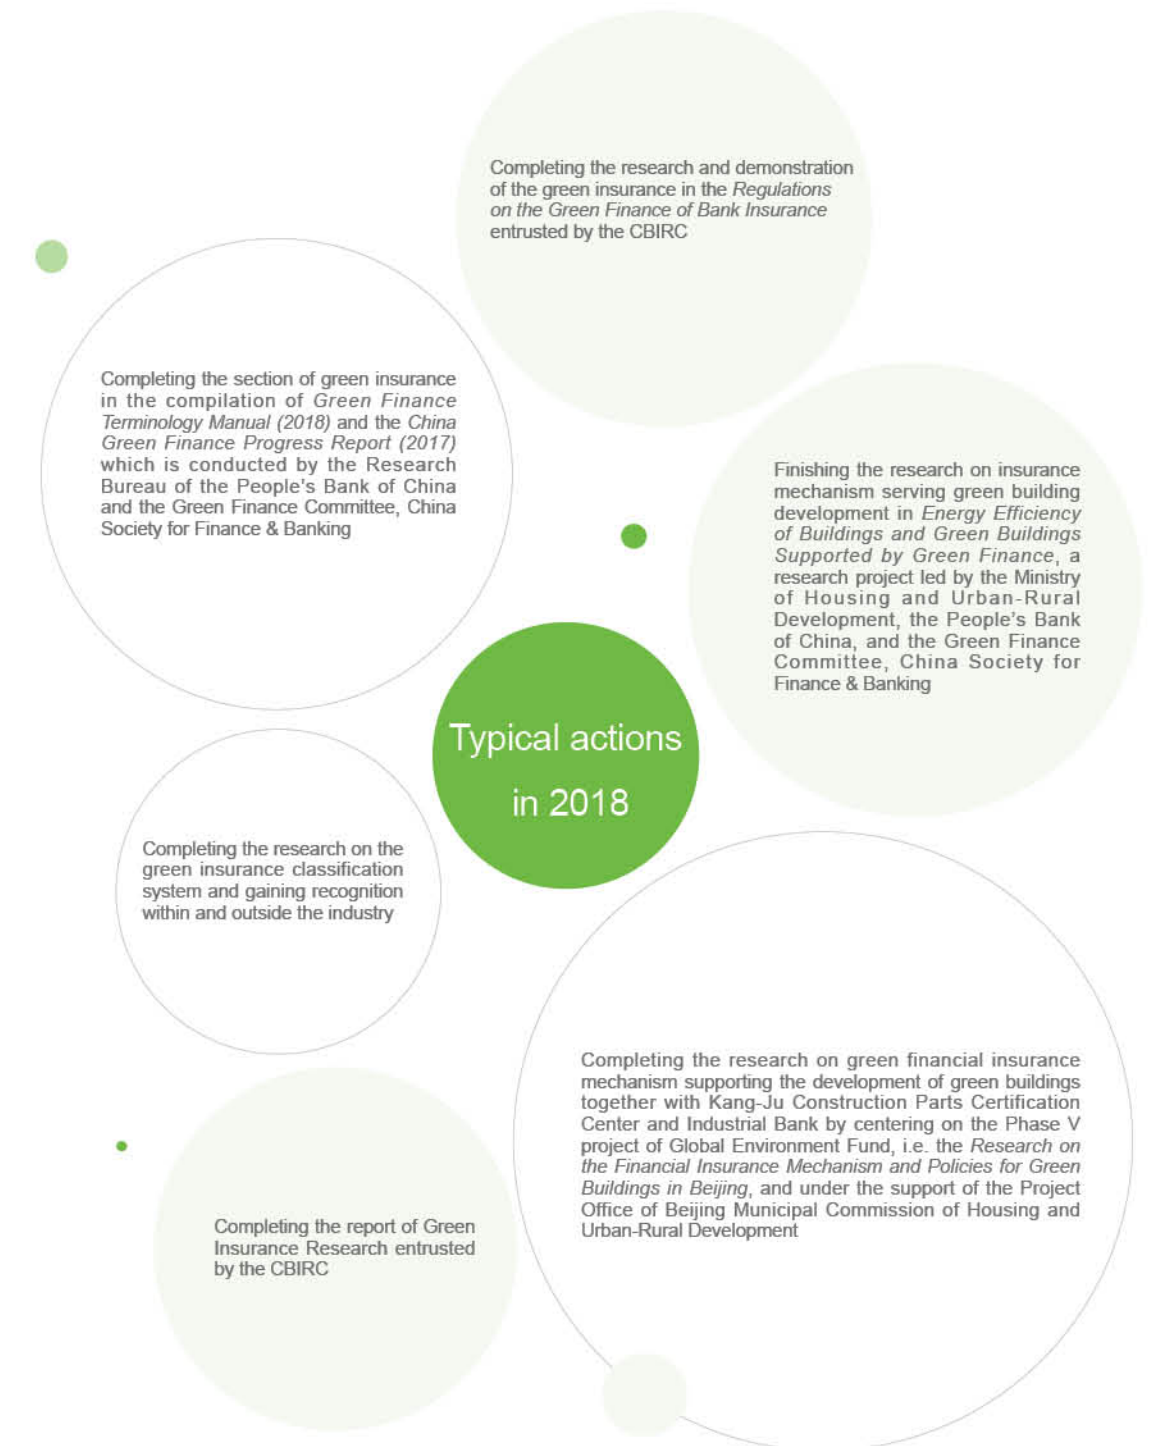 Completing the research and demonstration
of the green insurance in the Regulations
on the Green Finance of Bank Insurance
entrusted by the CBIRC
Completing the section of green insurance
in the compilation of Green Finance
Terminology Manual (2018) and the China
Green Finance Progress Report (2017)
which is conducted by the Research
Bureau of the People's Bank of China
and the Green Finance Committee, China
Society for Finance & Banking
Finishing the research on insurance
mechanism serving green building
development in Energy Efficiency
of Buildings and Green Buildings
Supported by Green Finance, a
research project led by the Ministry
of Housing and Urban-Rural
Development, the People's Bank
of China, and the Green Finance
Committee, China Society for
Finance & Banking
Typical actions
in 2018
Completing the research on the
green insurance classification
system and gaining recognition
within and outside the industry
Completing the research on green financial insurance
mechanism supporting the development of green buildings
together with Kang-Ju Construction Parts Certification
Center and Industrial Bank by centering on the Phase V
project of Global Environment Fund, i.e. the Research on
the Financial Insurance Mechanism and Policies for Green
Buildings in Beijing, and under the support of the Project
Office of Beijing Municipal Commission of Housing and
Urban-Rural Development
Completing the report of Green
Insurance Research entrusted
by the CBIRC